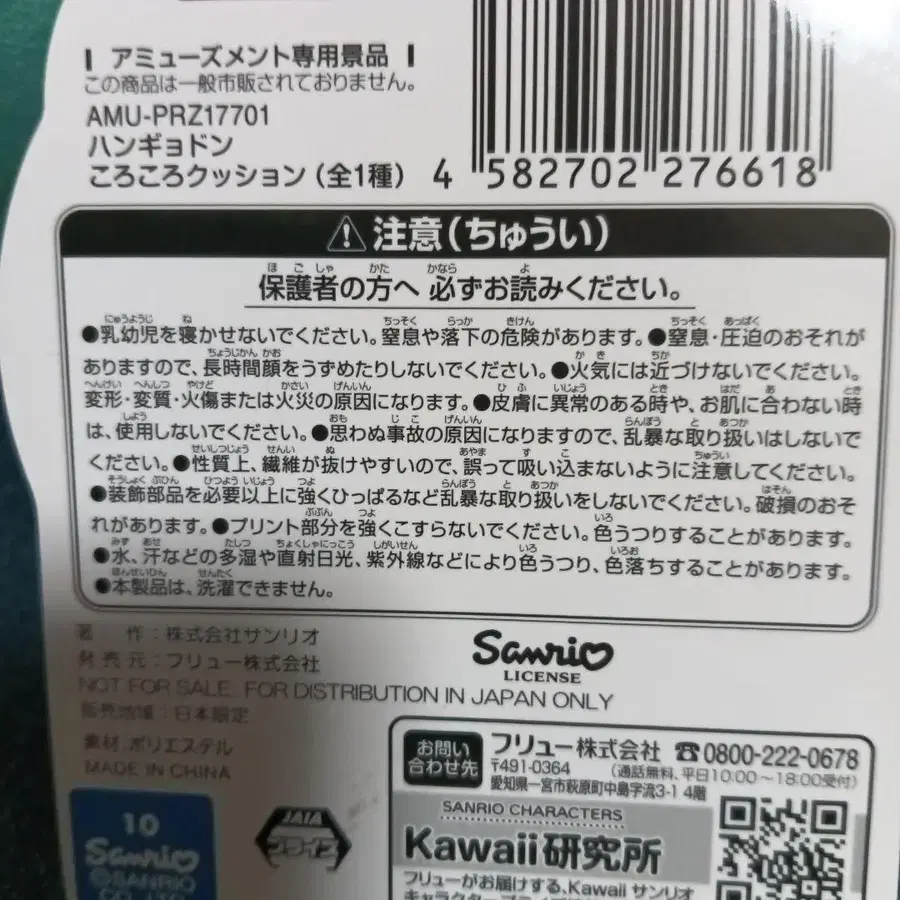 アミューズメント専用景品
この商品は一般市販されておりません。
AMU-PRZ17701
ハンギョドン
ころころクッション（全1種）
4 582702 276618
⚠注意（ちゅうい）
保護者の方へ 必ずお読みください。
●乳幼児を寝かせないでください。窒息や落下の危険があります。●窒息・圧迫のおそれが
ありますので、長時間顔をうずめたりしないでください。●火気には近づけないでください。
変形・変質・火傷または火災の原因になります。●皮膚に異常のある時や、お肌に合わない時
は、使用しないでください。●思わぬ事故の原因になりますので、乱暴な取り扱いはしないで
ください。●性質上、繊維が抜けやすいので、誤って吸い込まないように注意してください。
●装飾部品を必要以上に強くひっぱるなど乱暴な取り扱いをしないでください。破損のおそ
れがあります。●プリント部分を強くこすらないでください。色うつりすることがあります。
●水、汗などの多湿や直射日光、紫外線などにより色うつり、色落ちすることがあります。
●本製品は、洗濯できません。
著 作：株式会社サンリオ
発売元：フリュー株式会社
Sanrio
LICENSE
NOT FOR SALE. FOR DISTRIBUTION IN JAPAN ONLY
販売地域：日本限定
素材：ポリエステル
MADE IN CHINA
お問い
合わせ先
フリュー株式会社 ☎0800-222-0678
〒491-0364 （通話無料、平日10:00～18:00受付）
愛知県一宮市萩原町中島字流3-1 4階
SANRIO CHARACTERS
Kawaii研究所
フリューがお届けする、Kawaii サンリオ
10
Sanrio
©SANRIO
CO., LTD.
JAIA
プライズ